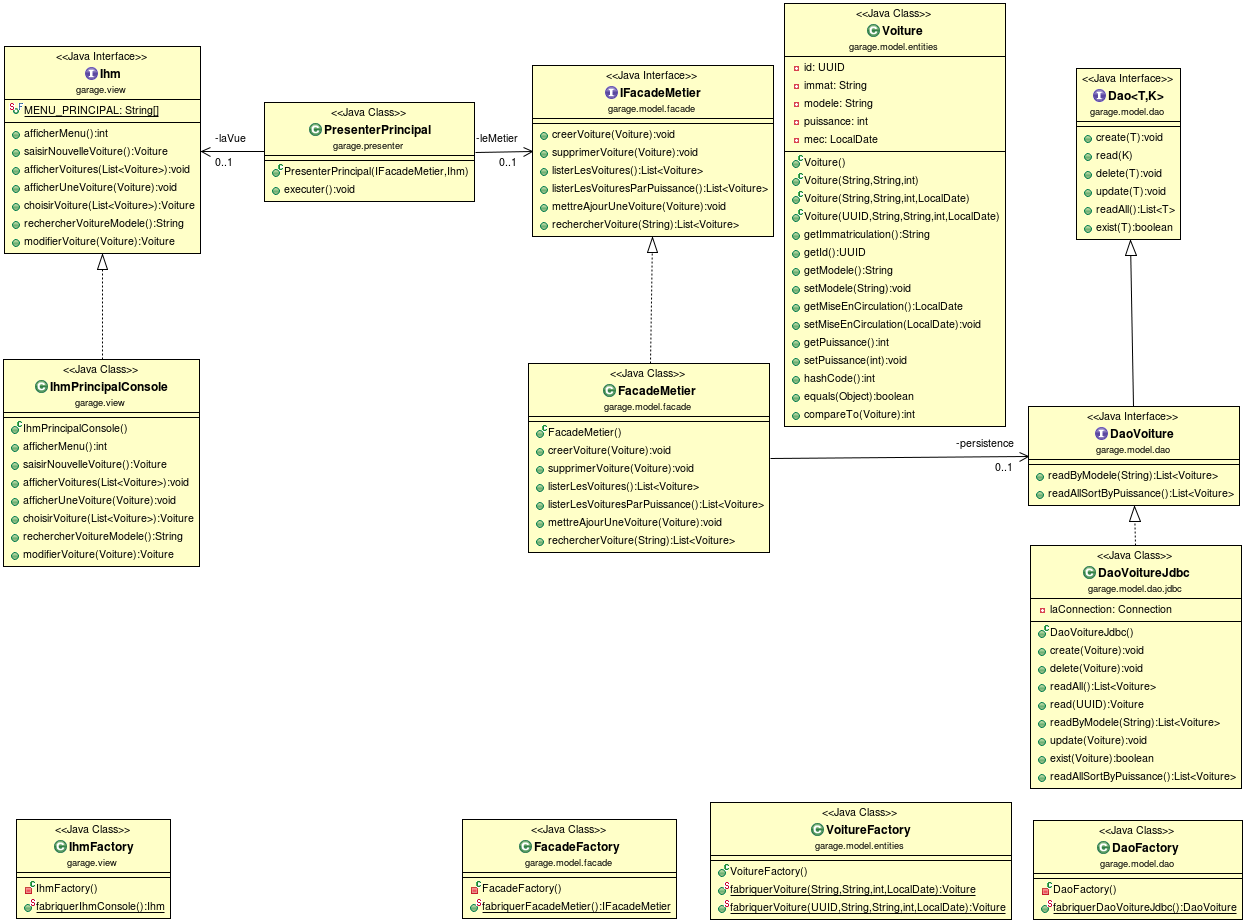 <<Java Interface>>
Ihm
garage.view
MENU_PRINCIPAL: String[]
afficherMenu():int
saisirNouvelleVoiture():Voiture
afficherVoitures(List<Voiture>):void
afficherUneVoiture(Voiture):void
choisirVoiture(List<Voiture>):Voiture
rechercherVoitureModele():String
modifierVoiture(Voiture):Voiture
-laVue
0..1
<<Java Class>>
PresenterPrincipal
garage.presenter
PresenterPrincipal(IFacadeMetier,Ihm)
executer():void
-leMetier
0..1
<<Java Interface>>
IFacadeMetier
garage.model.facade
creerVoiture(Voiture):void
supprimerVoiture(Voiture):void
listerLesVoitures():List<Voiture>
listerLesVoituresParPuissance():List<Voiture>
mettreAjourUneVoiture(Voiture):void
rechercherVoiture(String):List<Voiture>
<<Java Class>>
Voiture
garage.model.entities
id: UUID
immat: String
modele: String
puissance: int
mec: LocalDate
Voiture()
Voiture(String,String,int)
Voiture(String,String,int,LocalDate)
Voiture(UUID,String,String,int,LocalDate)
getImmatriculation():String
getId():UUID
getModele():String
setModele(String):void
getMiseEnCirculation():LocalDate
setMiseEnCirculation(LocalDate):void
getPuissance():int
setPuissance(int):void
hashCode():int
equals(Object):boolean
compareTo(Voiture):int
<<Java Interface>>
Dao<T,K>
garage.model.dao
create(T):void
read(K)
delete(T):void
update(T):void
readAll():List<T>
exist(T):boolean
<<Java Class>>
IhmPrincipalConsole
garage.view
IhmPrincipalConsole()
afficherMenu():int
saisirNouvelleVoiture():Voiture
afficherVoitures(List<Voiture>):void
afficherUneVoiture(Voiture):void
choisirVoiture(List<Voiture>):Voiture
rechercherVoitureModele():String
modifierVoiture(Voiture):Voiture
<<Java Class>>
FacadeMetier
garage.model.facade
FacadeMetier()
creerVoiture(Voiture):void
supprimerVoiture(Voiture):void
listerLesVoitures():List<Voiture>
listerLesVoituresParPuissance():List<Voiture>
mettreAjourUneVoiture(Voiture):void
rechercherVoiture(String):List<Voiture>
-persistence
0..1
<<Java Interface>>
DaoVoiture
garage.model.dao
readByModele(String):List<Voiture>
readAllSortByPuissance():List<Voiture>
<<Java Class>>
DaoVoitureJdbc
garage.model.dao.jdbc
laConnection: Connection
DaoVoitureJdbc()
create(Voiture):void
delete(Voiture):void
readAll():List<Voiture>
read(UUID):Voiture
readByModele(String):List<Voiture>
update(Voiture):void
exist(Voiture):boolean
readAllSortByPuissance():List<Voiture>
<<Java Class>>
IhmFactory
garage.view
IhmFactory()
fabriquerIhmConsole():Ihm
<<Java Class>>
FacadeFactory
garage.model.facade
FacadeFactory()
fabriquerFacadeMetier():IFacadeMetier
<<Java Class>>
VoitureFactory
garage.model.entities
VoitureFactory()
fabriquerVoiture(String,String,int,LocalDate):Voiture
fabriquerVoiture(UUID,String,String,int,LocalDate):Voiture
<<Java Class>>
DaoFactory
garage.model.dao
DaoFactory()
fabriquerDaoVoitureJdbc():DaoVoiture